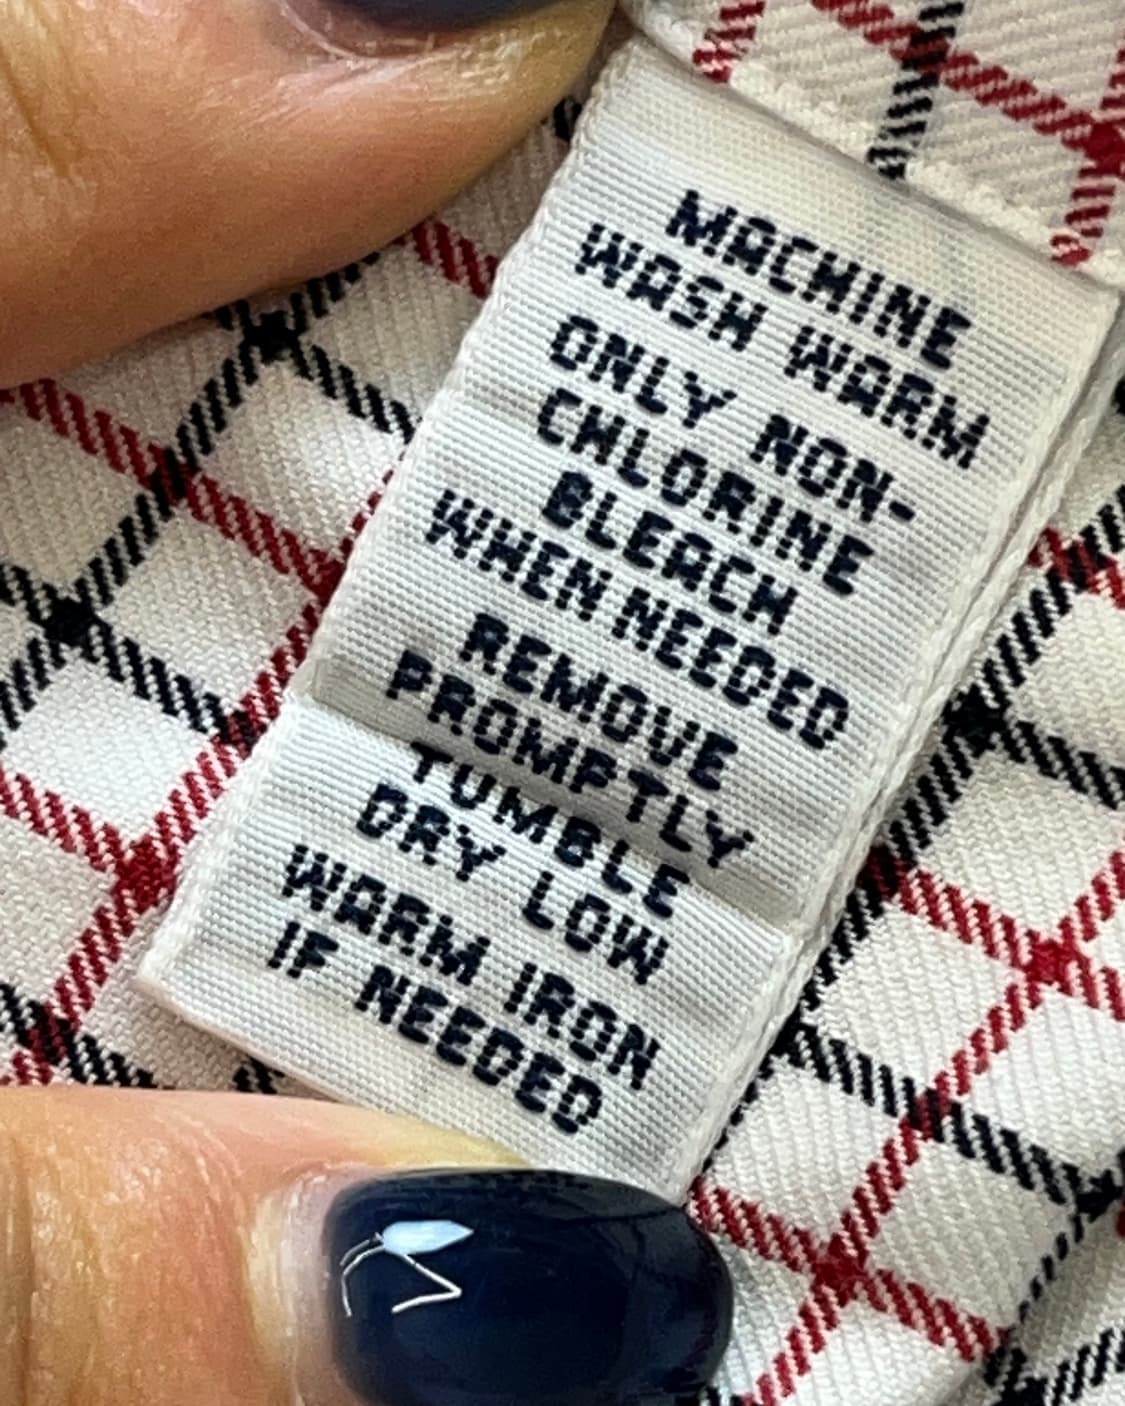 MACHINE
WASH WARM
ONLY NON-
CHLORINE
BLEACH
WHEN NEEDED
REMOVE
PROMPTLY
TUMBLE
DRY LOW
WARM IRON
IF NEEDED